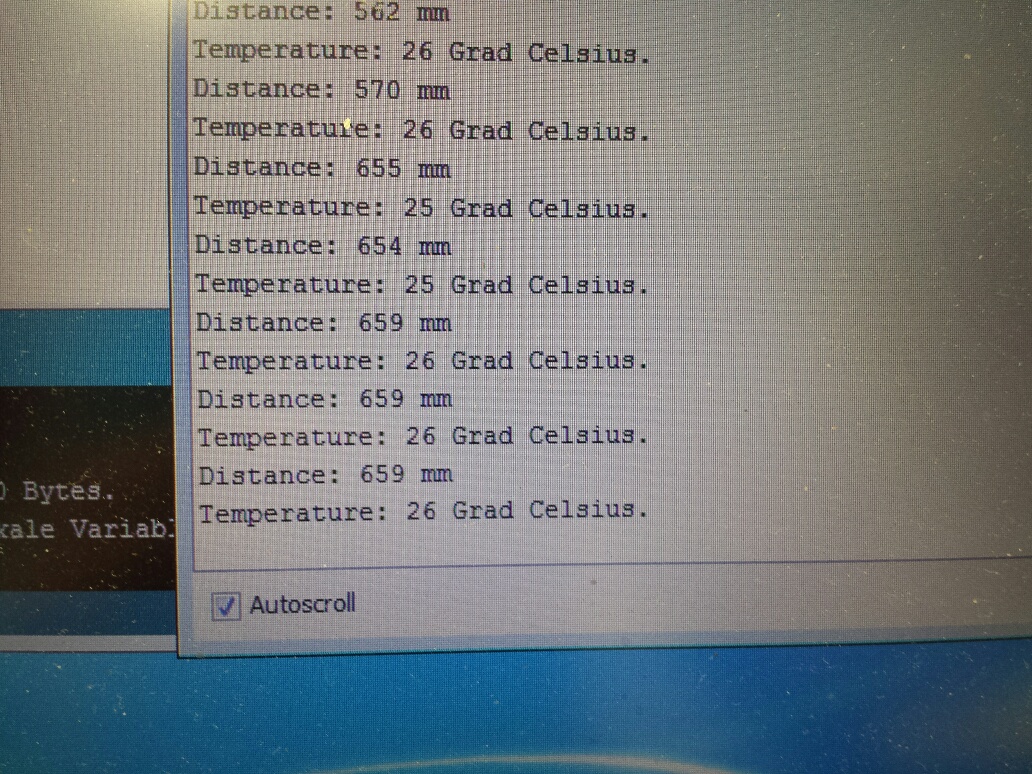 Distance: 562 mm
Temperature: 26 Grad Celsius.
Distance: 570 mm
Temperature: 26 Grad Celsius.
Distance: 655 mm
Temperature: 25 Grad Celsius.
Distance: 654 mm
Temperature: 25 Grad Celsius.
Distance: 659 mm
Temperature: 26 Grad Celsius.
Distance: 659 mm
Temperature: 26 Grad Celsius.
Distance: 659 mm
Temperature: 26 Grad Celsius.
Autoscroll
Bytes.
kale Variabl